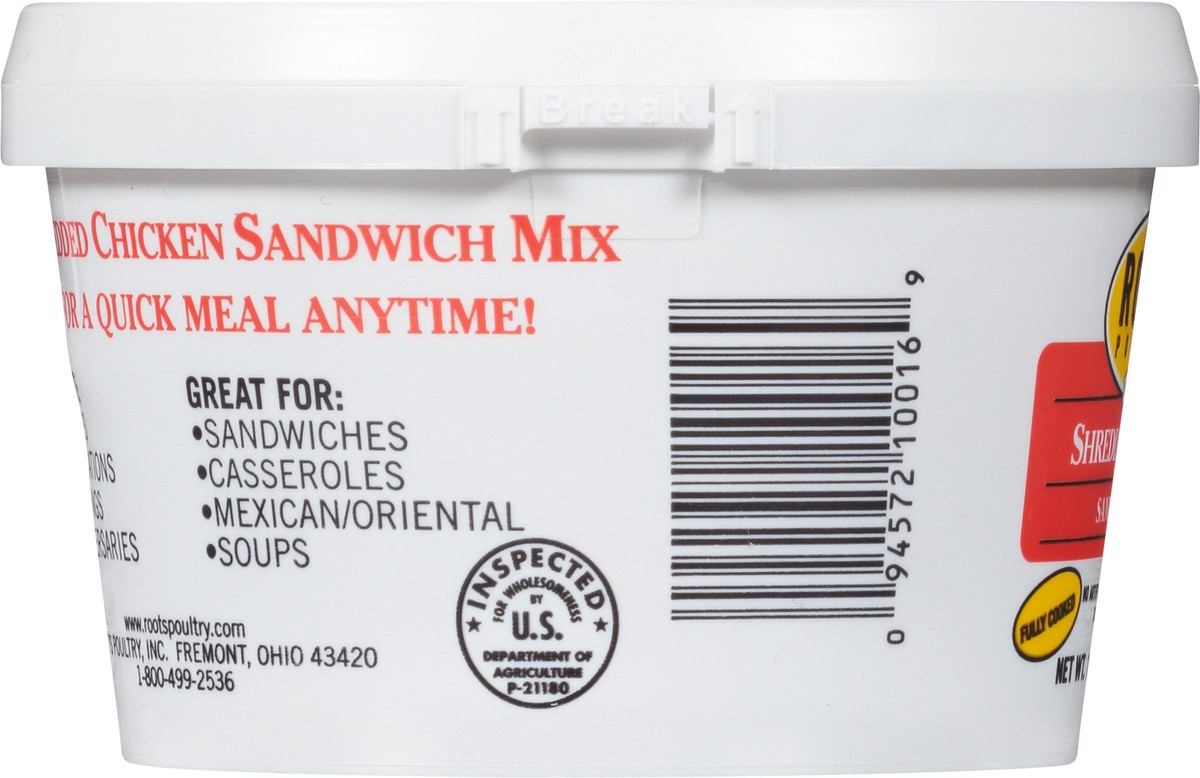 Break
CHICKEN SANDWICH MIX
A QUICK MEAL ANYTIME!
GREAT FOR:
•SANDWICHES
•CASSEROLES
•MEXICAN/ORIENTAL
•SOUPS
www.rootspoultry.com
POULTRY, INC. FREMONT, OHIO 43420
1-800-499-2536
INSPECTED
FOR WHOLESOMENESS
BY
U.S.
DEPARTMENT OF
AGRICULTURE
P-21180
0 94572 10016 9
FULLY COOKED
NET WT.